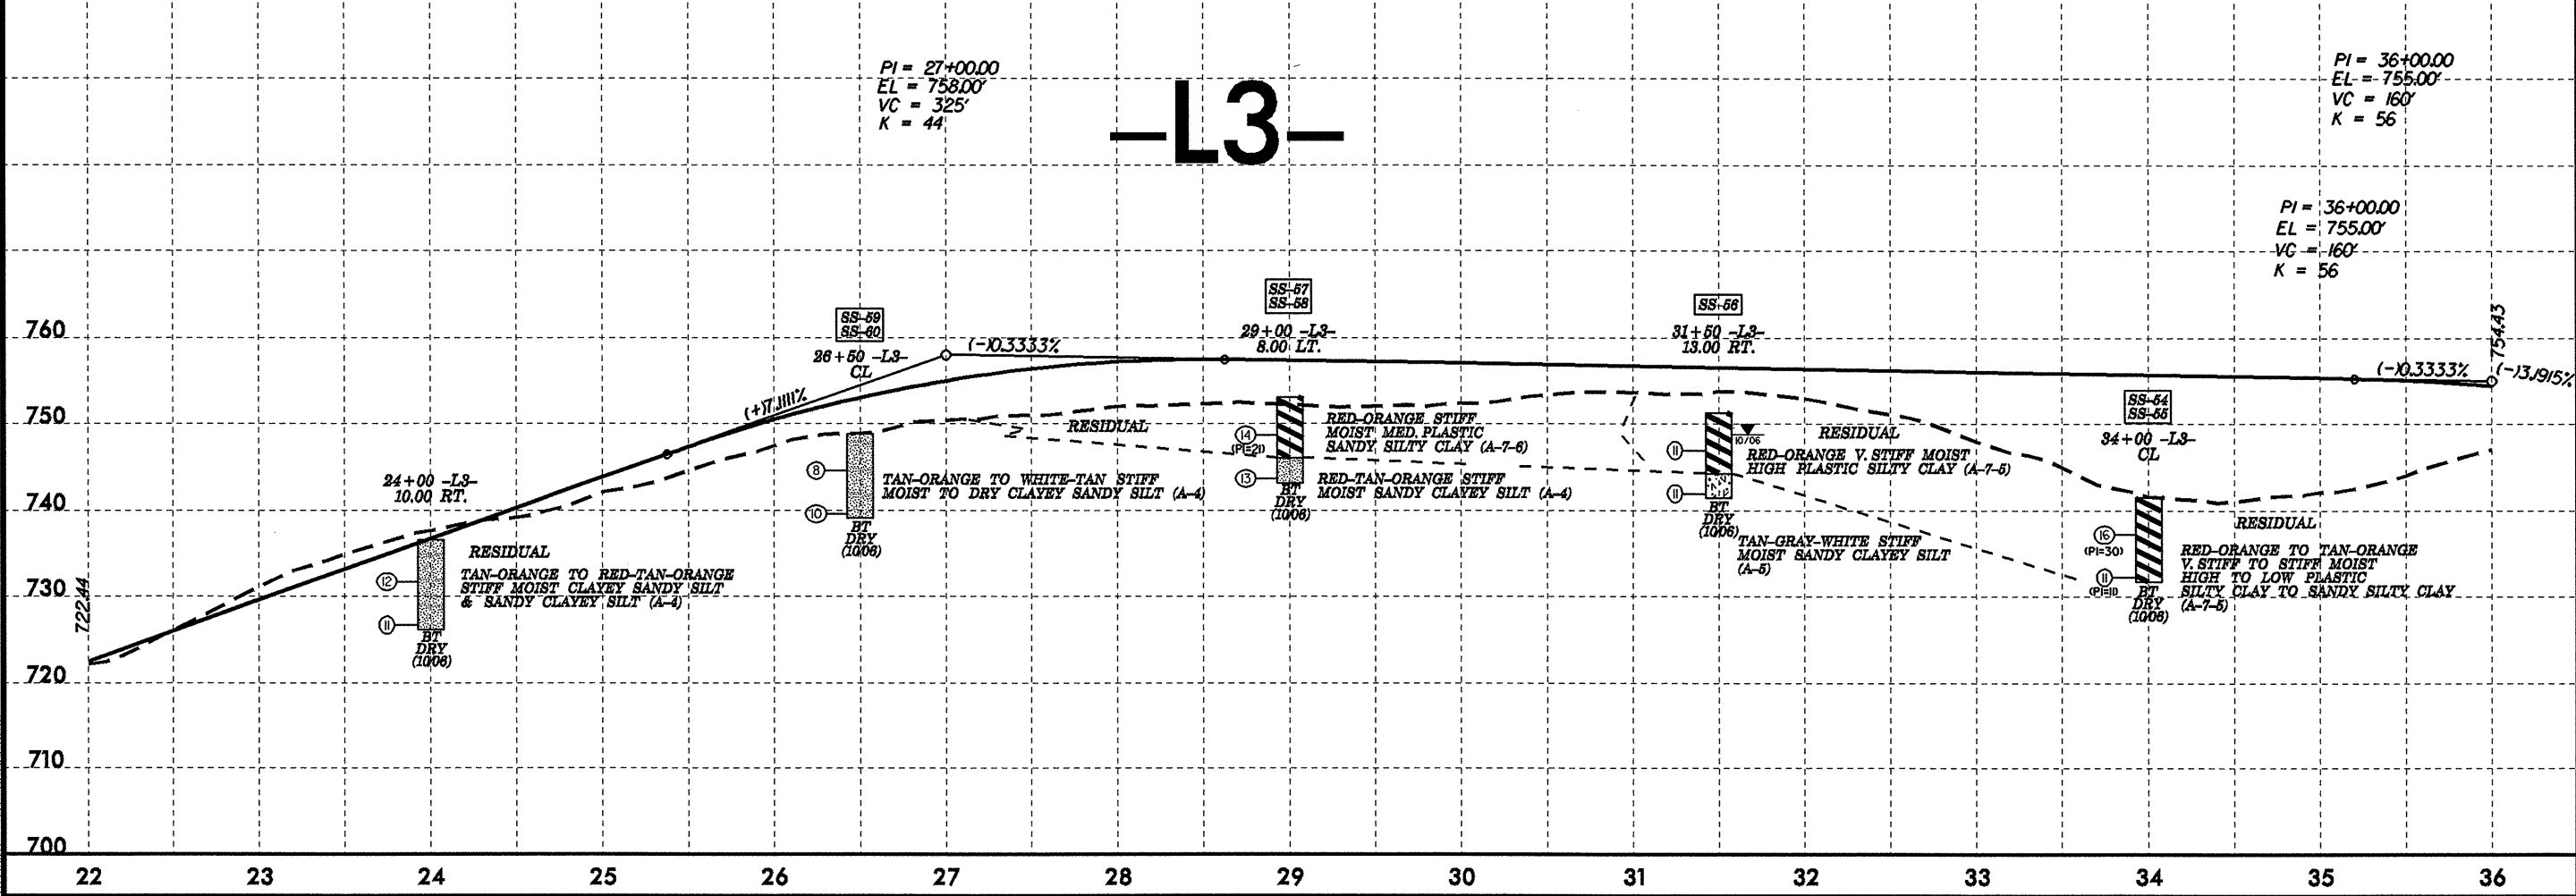 PI = 27+00.00
EL = 758.00'
VC = 325'
K = 44
-L3-
PI = 36+00.00
EL = 755.00'
VC = 160'
K = 56
PI = 36+00.00
EL = 755.00'
VC = 160'
K = 56
SS-59
SS-60
26+50 -L3-
CL
SS-57
SS-58
29+00 -L3-
8.00 LT.
SS-56
31+50 -L3-
13.00 RT.
SS-54
SS-55
34+00 -L3-
CL
(+)7.1111%
(-)0.3333%
(-)0.3333%
(-)3.1915%
754.43
722.44
760
750
740
730
720
710
700
24+00 -L3-
10.00 RT.
12
11
BT
DRY
(10/06)
RESIDUAL
TAN-ORANGE TO RED-TAN-ORANGE
STIFF MOIST CLAYEY SANDY SILT
& SANDY CLAYEY SILT (A-4)
8
10
BT
DRY
(10/06)
TAN-ORANGE TO WHITE-TAN STIFF
MOIST TO DRY CLAYEY SANDY SILT (A-4)
RESIDUAL
14
(PI=21)
13
BT
DRY
(10/06)
RED-ORANGE STIFF
MOIST MED. PLASTIC
SANDY SILTY CLAY (A-7-6)
RED-TAN-ORANGE STIFF
MOIST SANDY CLAYEY SILT (A-4)
11
11
10/06
BT
DRY
(10/06)
RESIDUAL
RED-ORANGE V. STIFF MOIST
HIGH PLASTIC SILTY CLAY (A-7-5)
TAN-GRAY-WHITE STIFF
MOIST SANDY CLAYEY SILT
(A-5)
16
(PI=30)
11
(PI=11)
BT
DRY
(10/06)
RESIDUAL
RED-ORANGE TO TAN-ORANGE
V. STIFF TO STIFF MOIST
HIGH TO LOW PLASTIC
SILTY CLAY TO SANDY SILTY CLAY
(A-7-5)
22 23 24 25 26 27 28 29 30 31 32 33 34 35 36